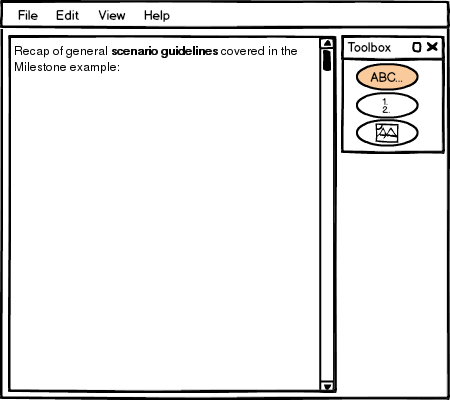 File Edit View Help
Recap of general scenario guidelines covered in the
Milestone example:
Toolbox
ABC...
1.
2.